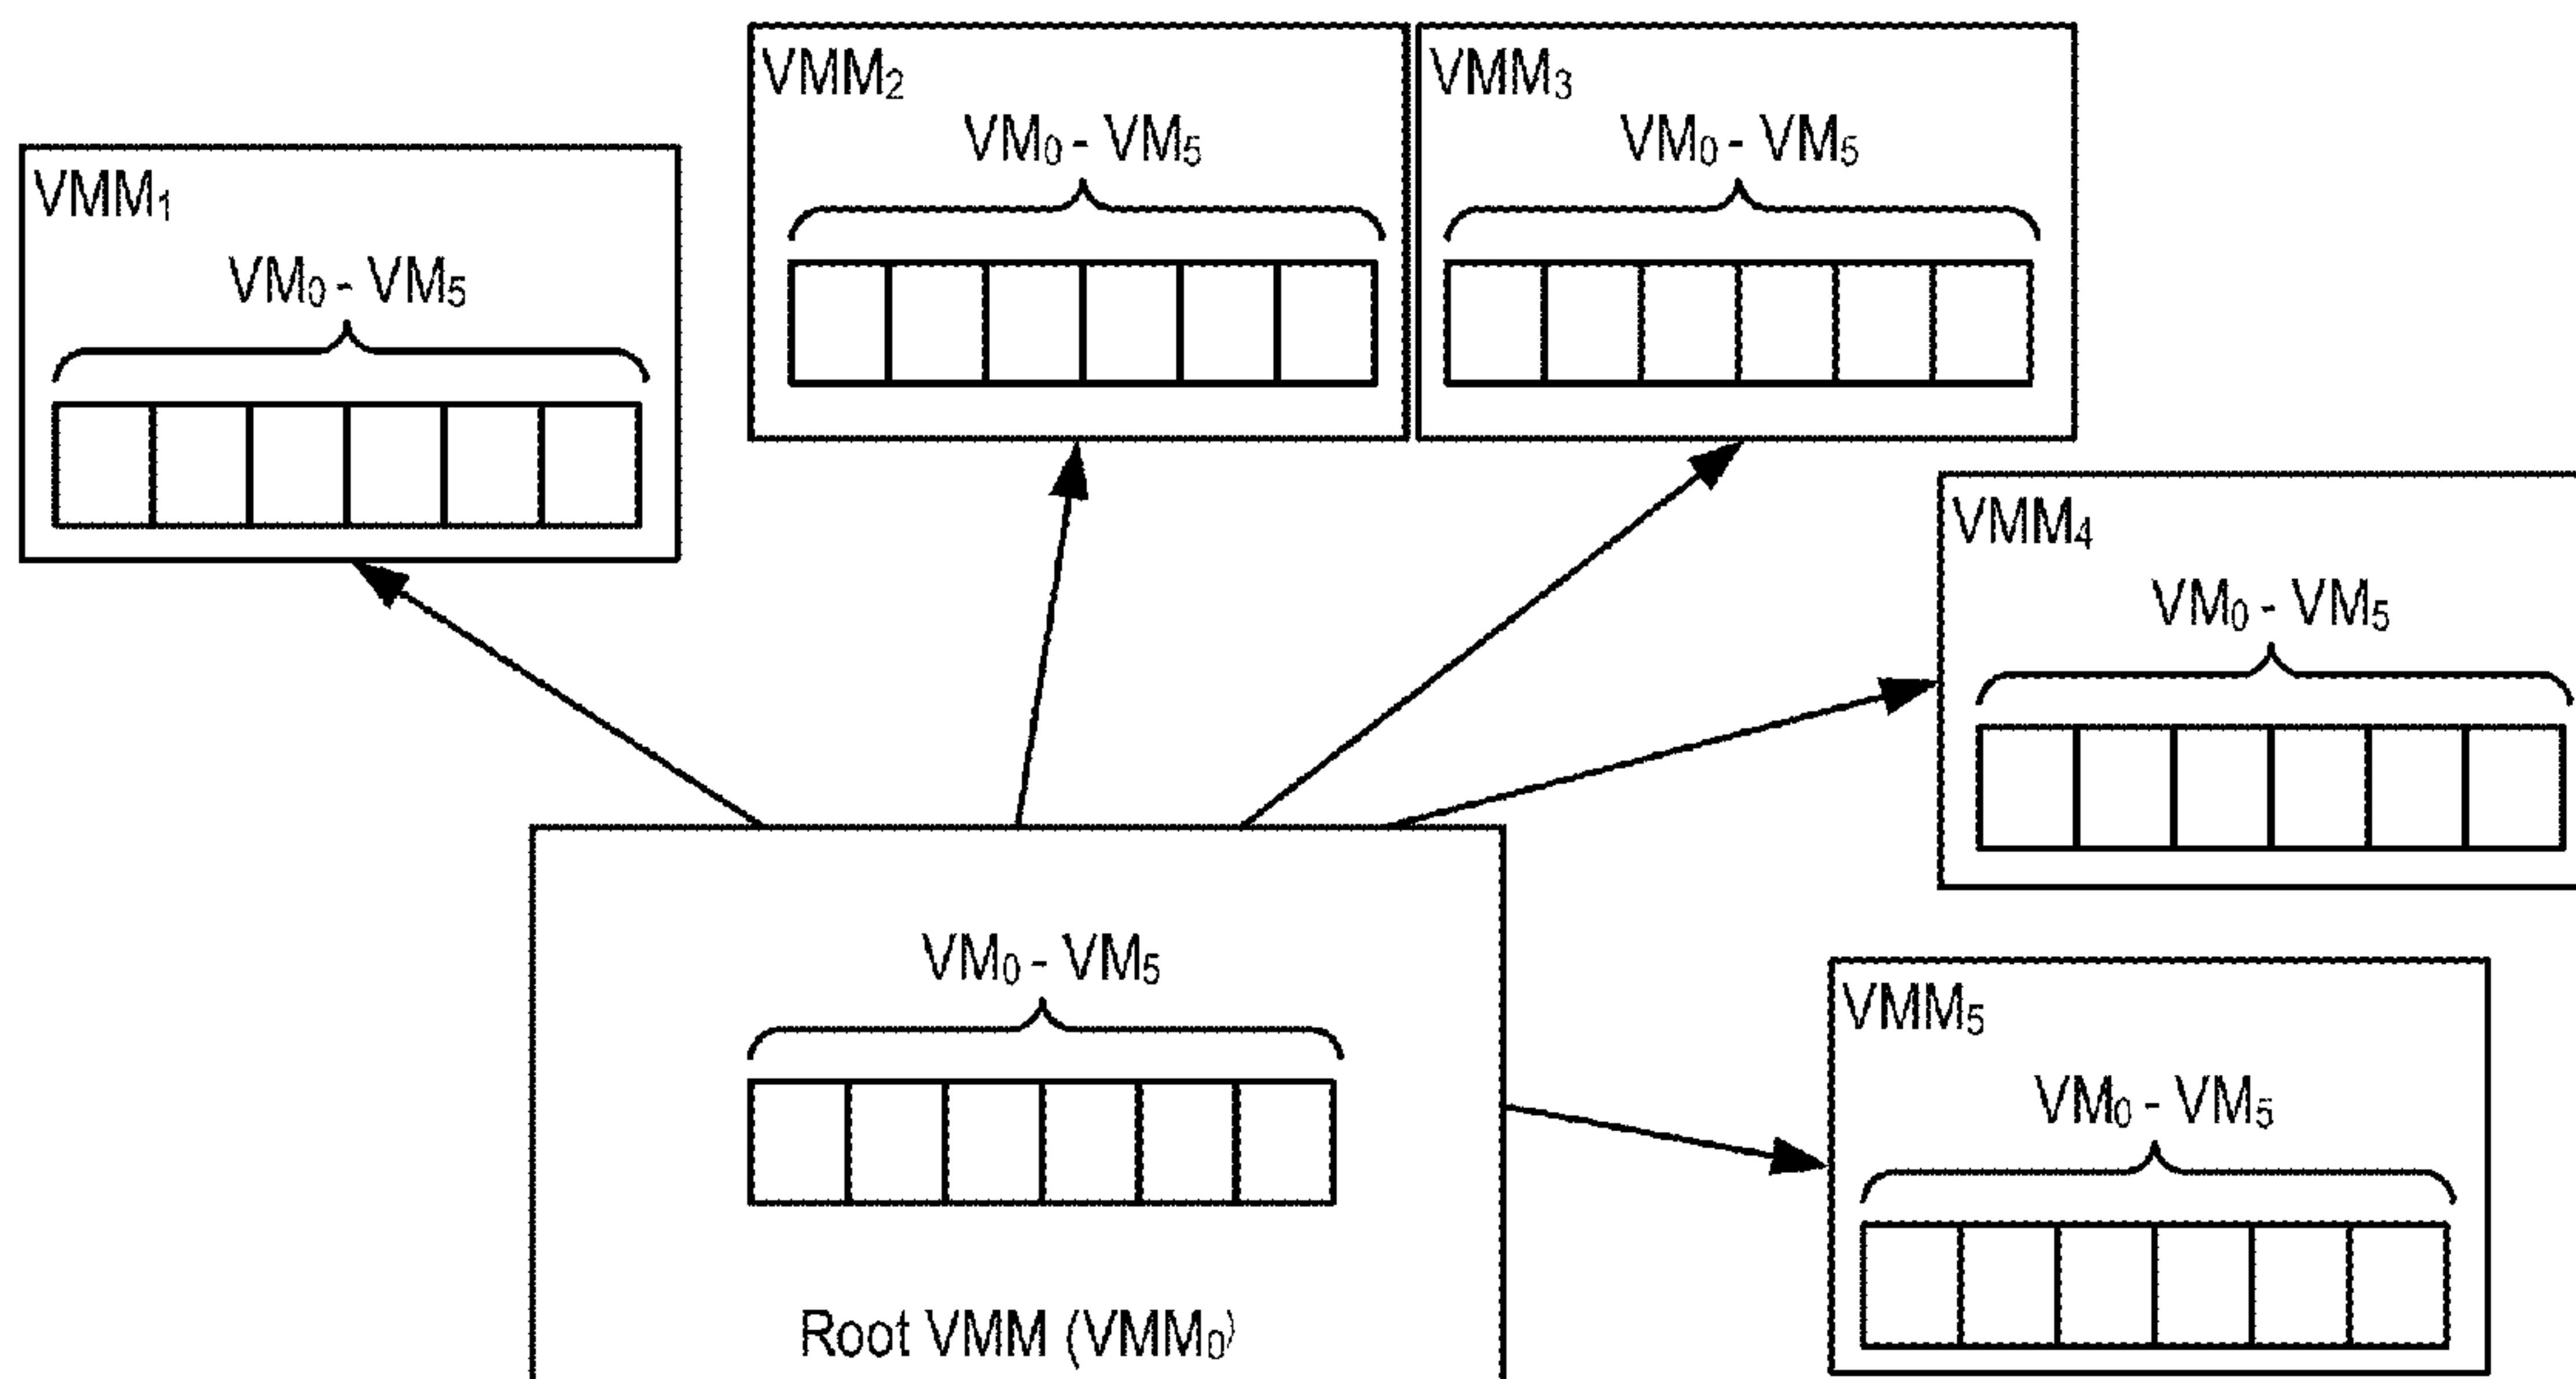 VMM₁
VM₀ - VM₅
VMM₂
VM₀ - VM₅
VMM₃
VM₀ - VM₅
VMM₄
VM₀ - VM₅
VM₀ - VM₅
Root VMM (VMM₀)
VMM₅
VM₀ - VM₅